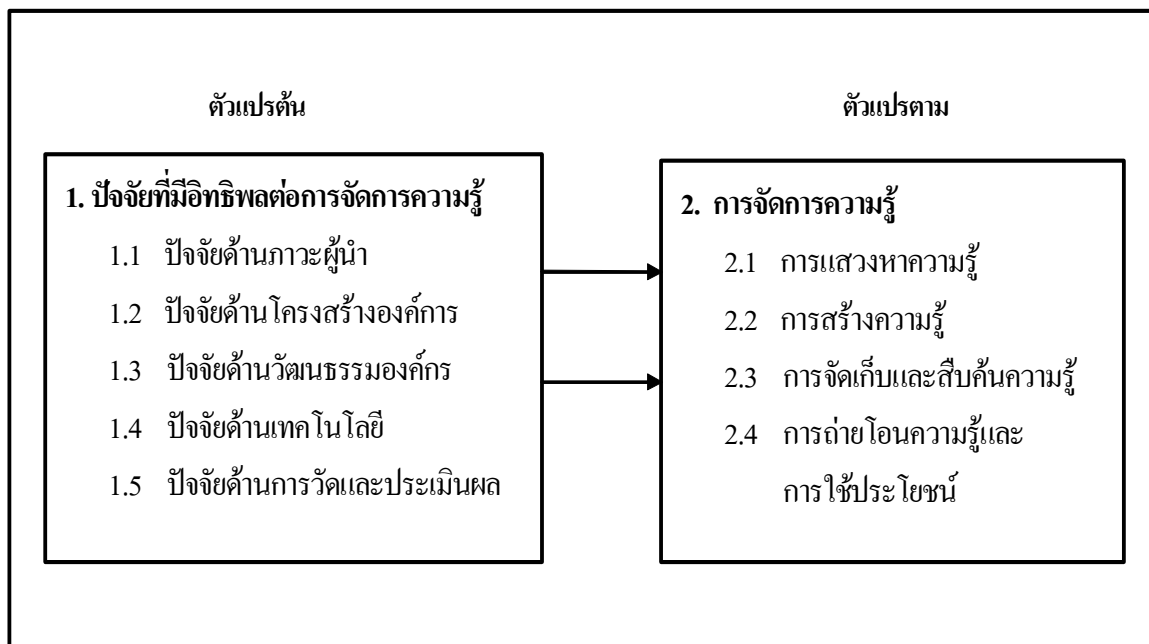 ตัวแปรต้น
ตัวแปรตาม
1. ปัจจัยที่มีอิทธิพลต่อการจัดการความรู้
1.1 ปัจจัยด้านภาวะผู้นำ
1.2 ปัจจัยด้านโครงสร้างองค์การ
1.3 ปัจจัยด้านวัฒนธรรมองค์กร
1.4 ปัจจัยด้านเทคโนโลยี
1.5 ปัจจัยด้านการวัดและประเมินผล
2. การจัดการความรู้
2.1 การแสวงหาความรู้
2.2 การสร้างความรู้
2.3 การจัดเก็บและสืบค้นความรู้
2.4 การถ่ายโอนความรู้และ
การใช้ประโยชน์